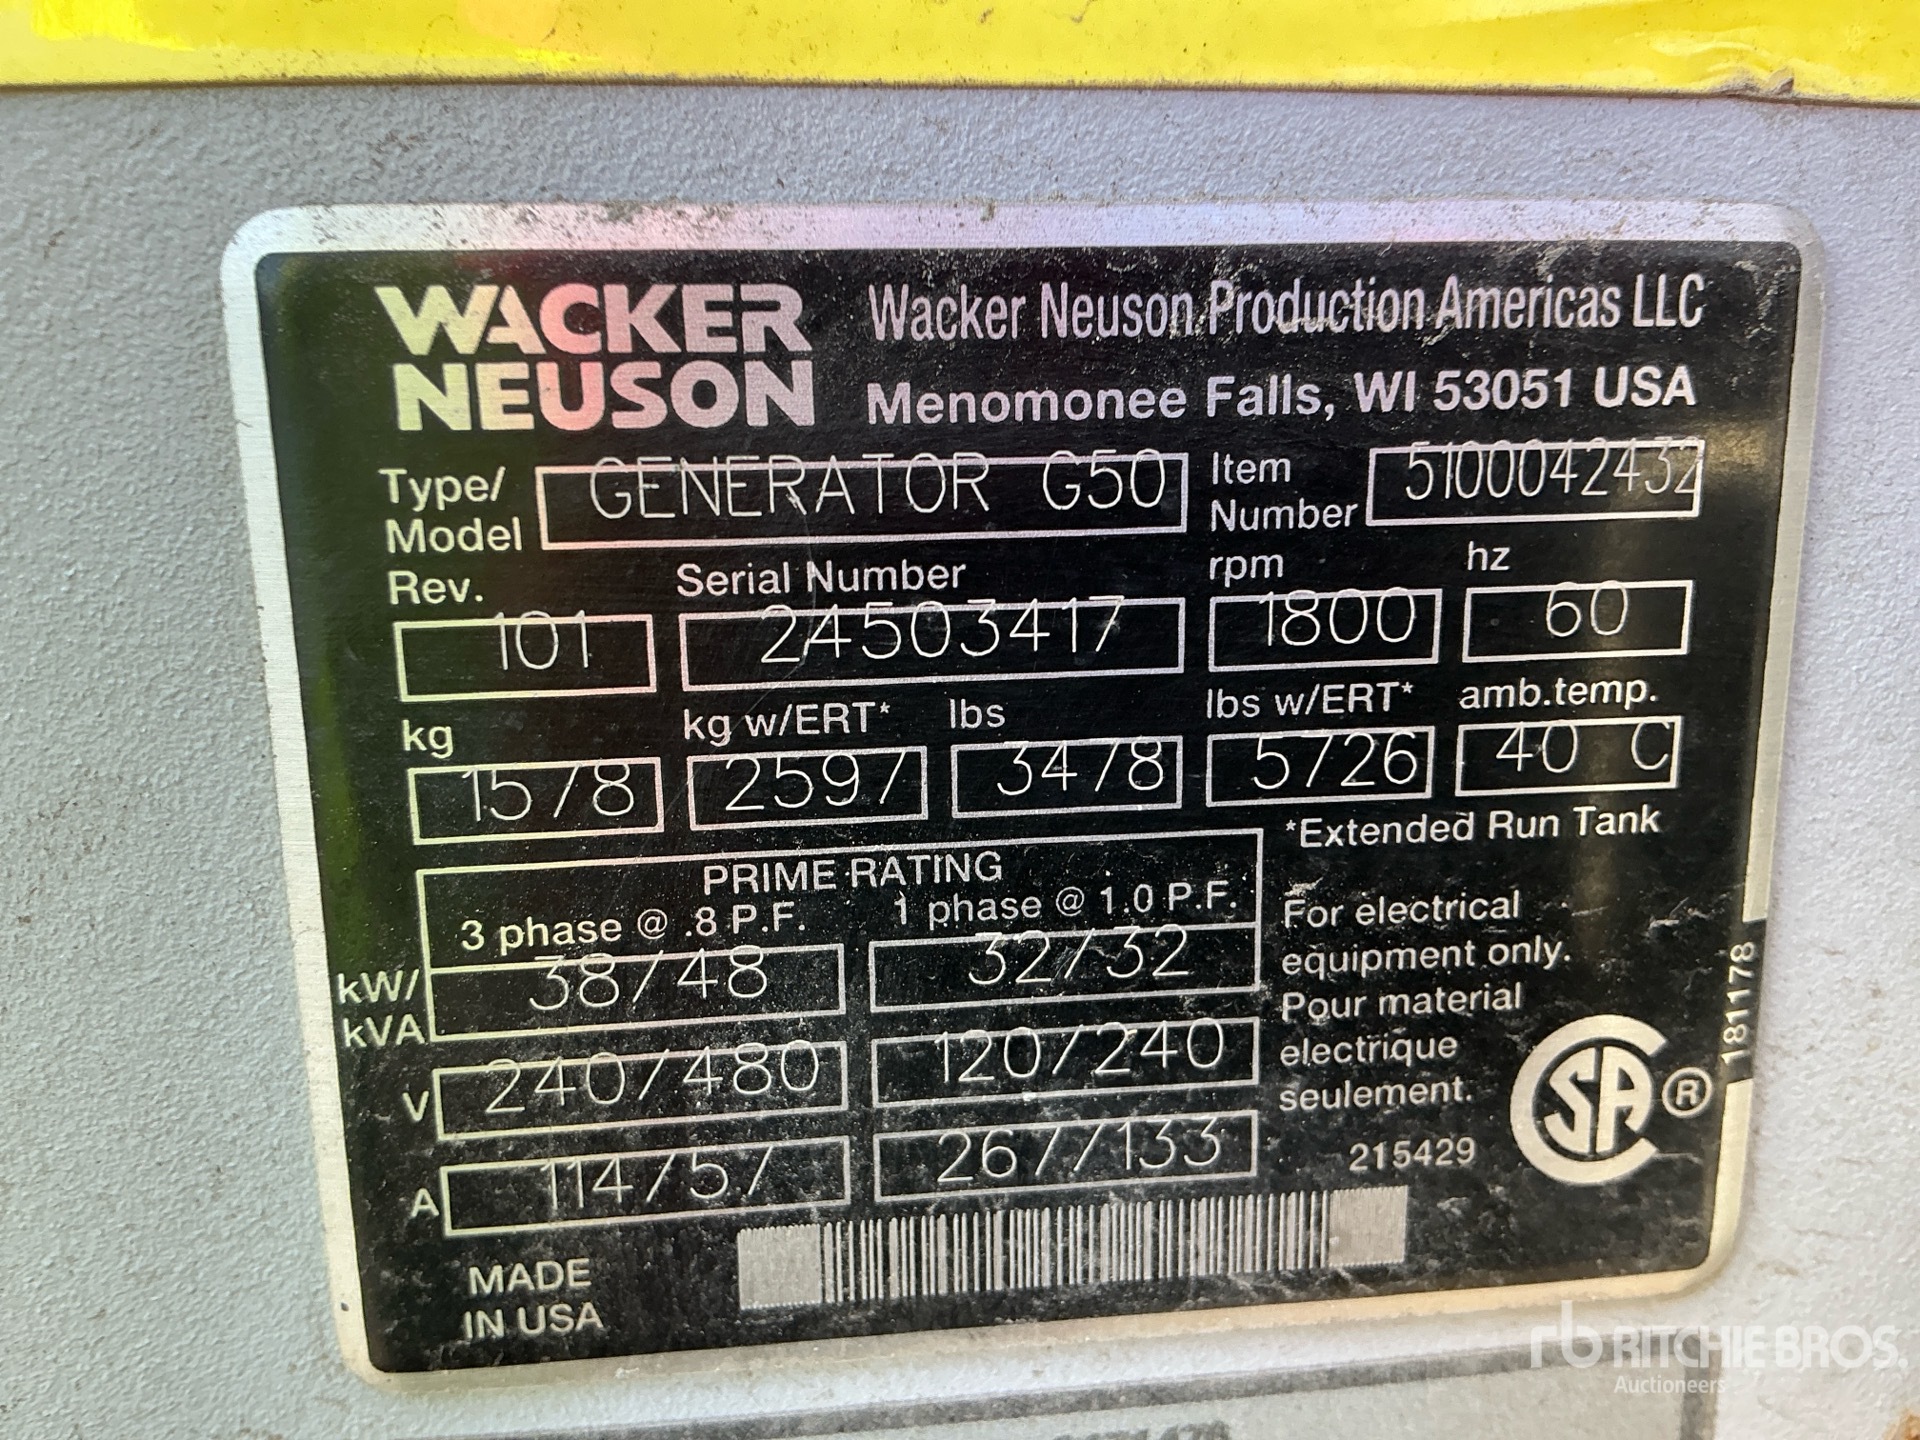 WACKER NEUSON
Wacker Neuson Production Americas LLC
Menomonee Falls, WI 53051 USA
Type/ Model GENERATOR G50 Item Number 5100042432
Rev. Serial Number rpm hz
101 24503417 1800 60
kg kg w/ERT* lbs lbs w/ERT* amb.temp.
1578 2597 3478 5726 40 C
*Extended Run Tank
PRIME RATING
3 phase @ .8 P.F. 1 phase @ 1.0 P.F.
kW/ kVA 38/48 32/32
V 240/480 120/240
A 114/57 267/133
For electrical
equipment only.
Pour material
electrique
seulement.
215429
SA ®
181178
MADE
IN USA
rb RITCHIE BROS.
Auctioneers